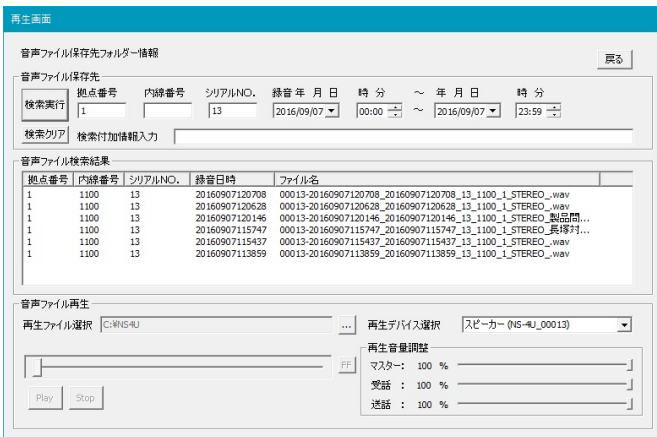 再生画面
音声ファイル保存先フォルダー情報
戻る
音声ファイル保存先
拠点番号 内線番号 シリアルNO. 録音 年 月 日 時 分 ～ 年 月 日 時 分
検索実行 1 13 2016/09/07 00:00 ～ 2016/09/07 23:59
検索クリア 検索付加情報入力
音声ファイル検索結果
拠点番号 内線番号 シリアルNO. 録音日時 ファイル名
1 1100 13 20160907120708 00013-20160907120708_20160907120708_13_1100_1_STEREO_.wav
1 1100 13 20160907120628 00013-20160907120628_20160907120628_13_1100_1_STEREO_.wav
1 1100 13 20160907120146 00013-20160907120146_20160907120146_13_1100_1_STEREO_製品問...
1 1100 13 20160907115747 00013-20160907115747_20160907115747_13_1100_1_STEREO_長塚対...
1 1100 13 20160907115437 00013-20160907115437_20160907115437_13_1100_1_STEREO_.wav
1 1100 13 20160907113859 00013-20160907113859_20160907113859_13_1100_1_STEREO_.wav
音声ファイル再生
再生ファイル選択 C:¥NS4U ... 再生デバイス選択 スピーカー (NS-4U_00013)
再生音量調整
FF マスター: 100 %
Play Stop 受話 : 100 %
送話 : 100 %